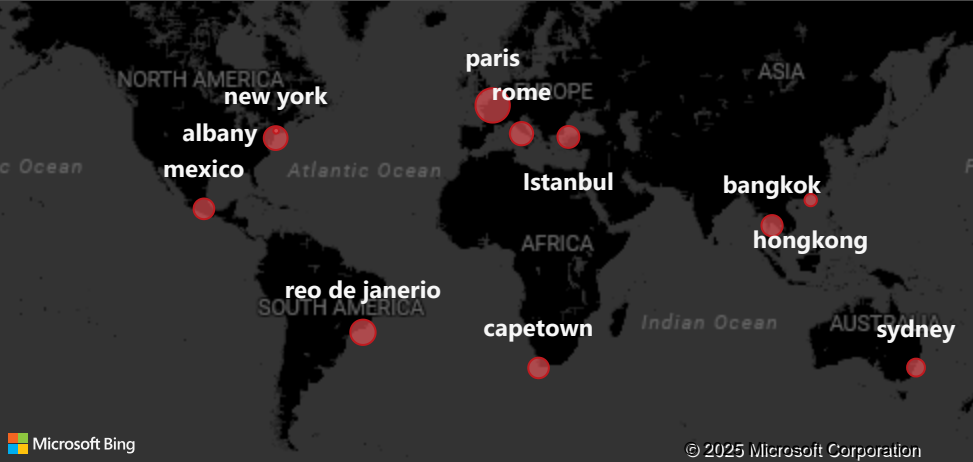 paris
NORTH AMERICA
ASIA
new york
rome
EUROPE
albany
mexico
c Ocean
Atlantic Ocean
Istanbul
bangkok
hongkong
AFRICA
reo de janerio
SOUTH AMERICA
capetown
Indian Ocean
AUSTRALIA
sydney
Microsoft Bing
© 2025 Microsoft Corporation